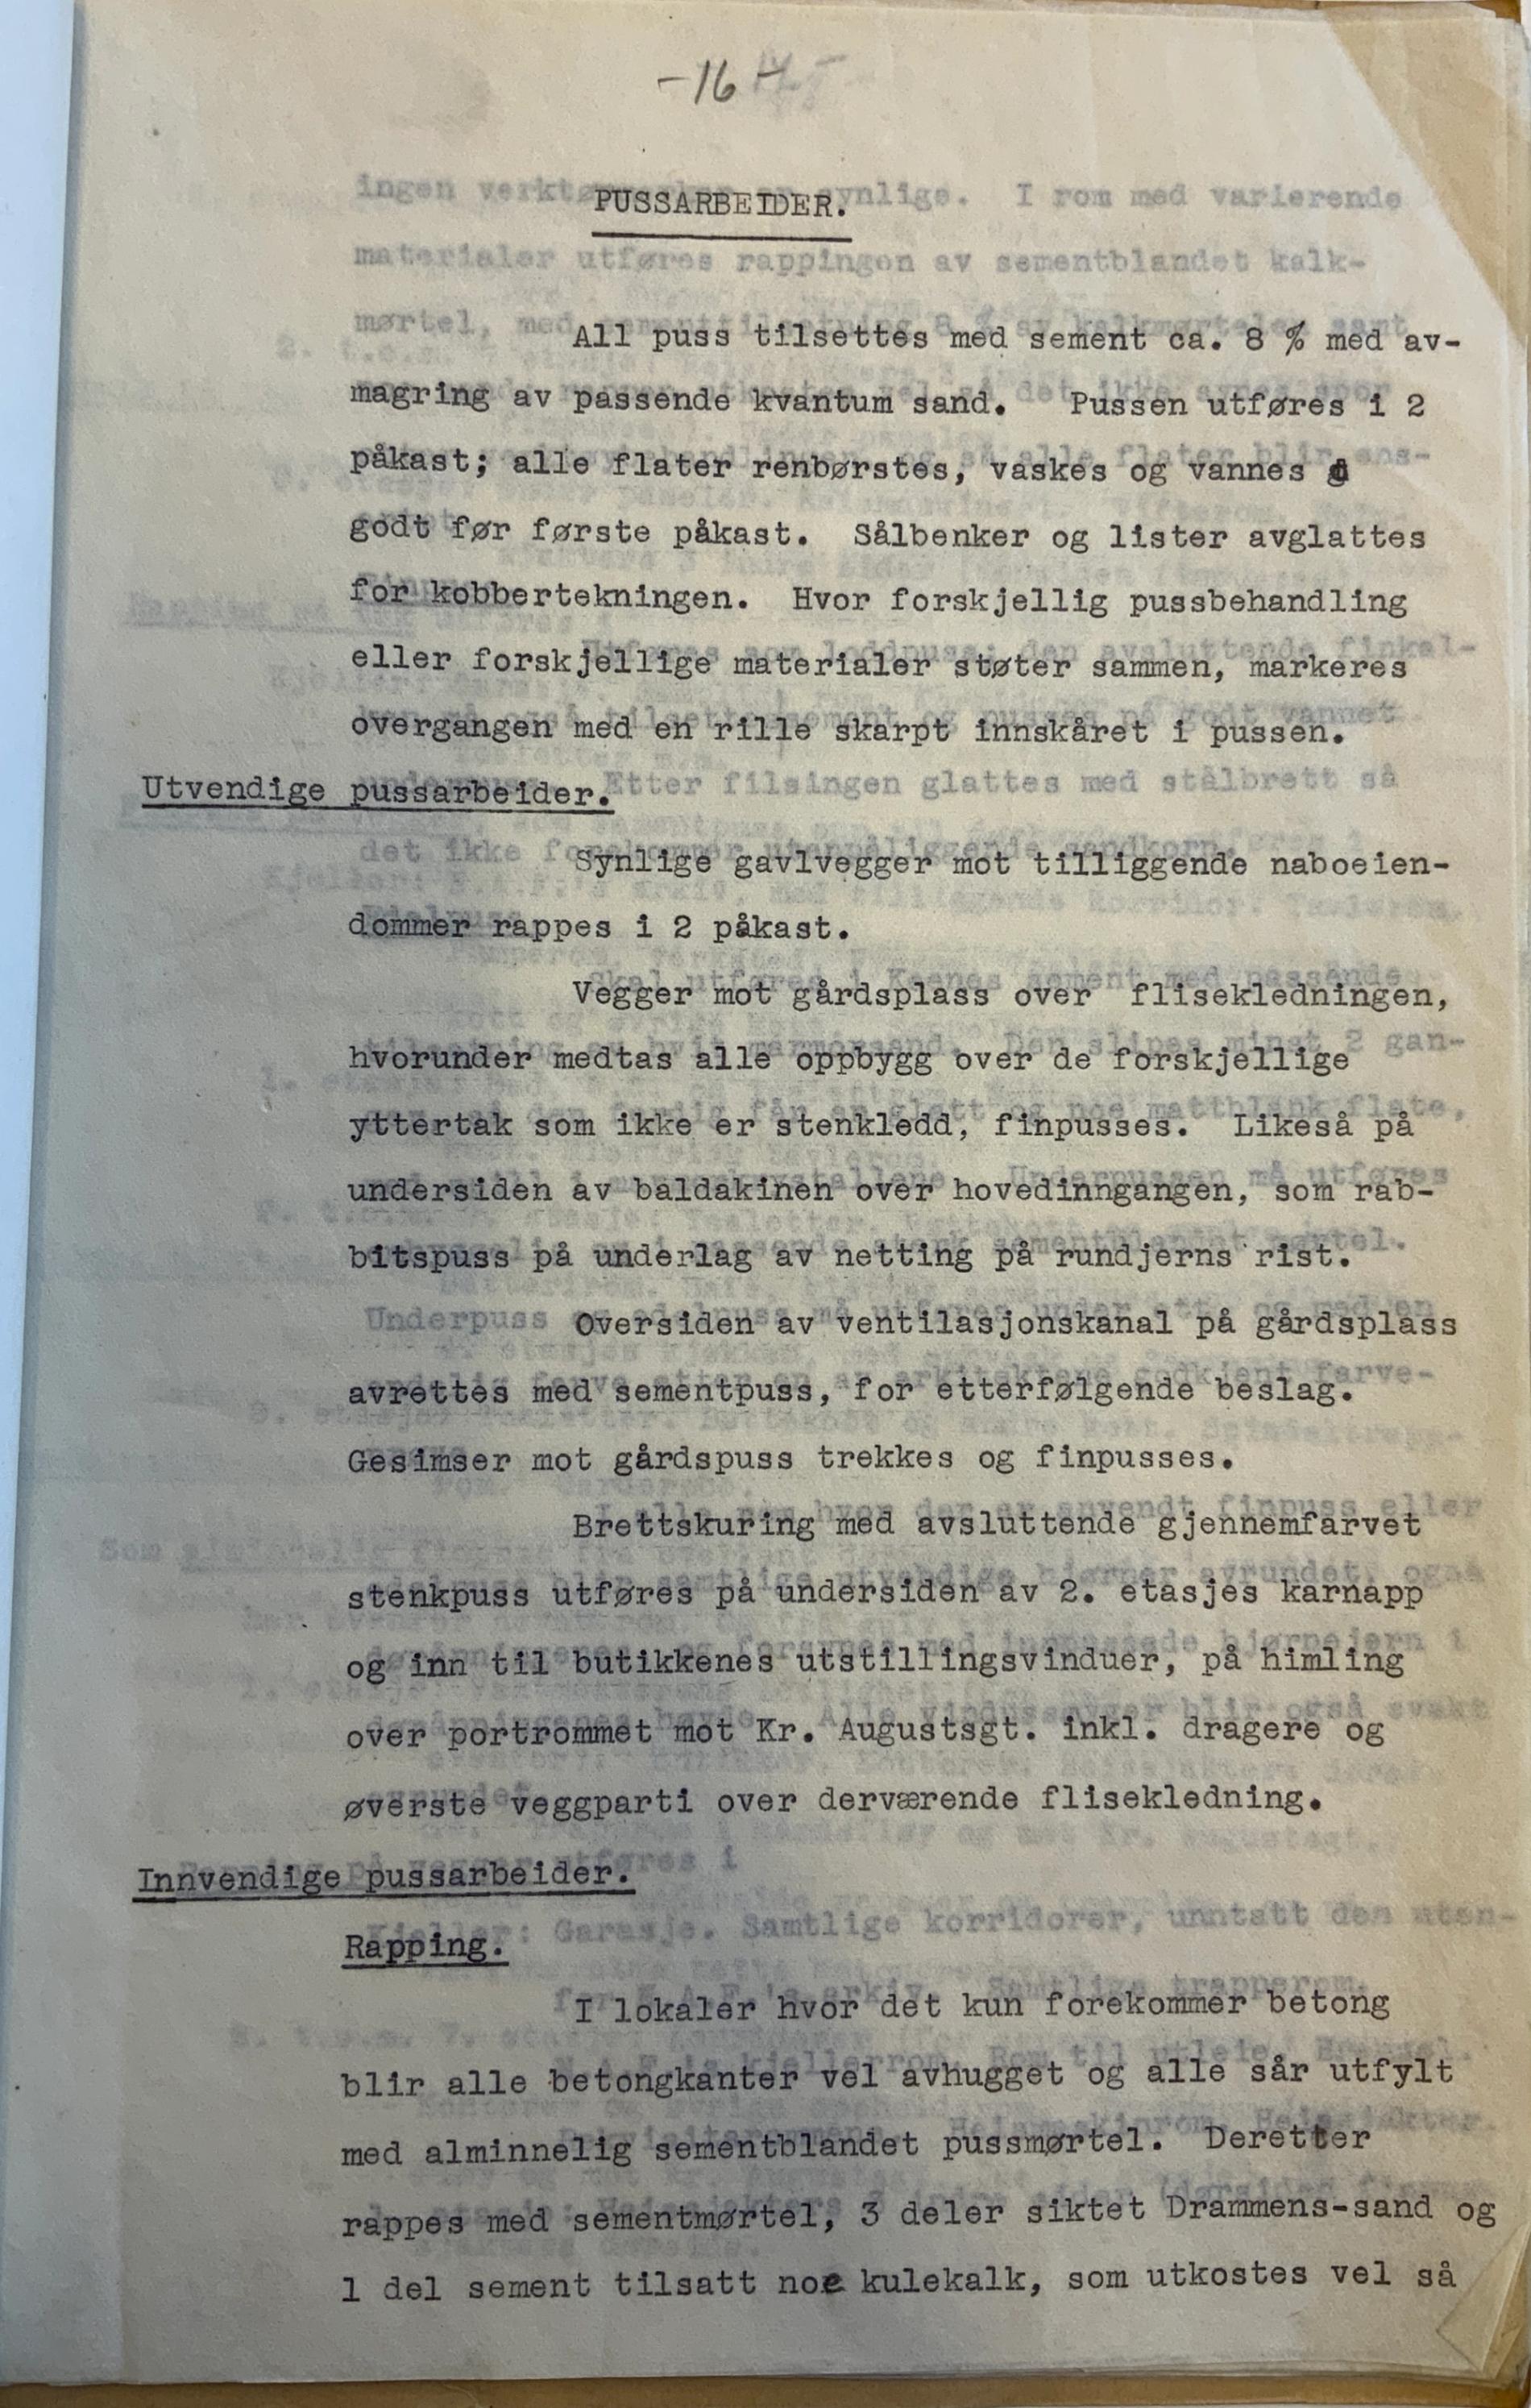 -16-
PUSSARBEIDER.
All puss tilsettes med sement ca. 8 % med av-
magring av passende kvantum sand. Pussen utføres i 2
påkast; alle flater renbørstes, vaskes og vannes
godt før første påkast. Sålbenker og lister avglattes
for kobbertekningen. Hvor forskjellig pussbehandling
eller forskjellige materialer støter sammen, markeres
overgangen med en rille skarpt innskåret i pussen.
Utvendige pussarbeider.
Synlige gavlvegger mot tilliggende naboeien-
dommer rappes i 2 påkast.
Vegger mot gårdsplass over flisekledningen,
hvorunder medtas alle oppbygg over de forskjellige
yttertak som ikke er stenkledd, finpusses. Likeså på
undersiden av baldakinen over hovedinngangen, som rab-
bitspuss på underlag av netting på rundjerns rist.
Oversiden av ventilasjonskanal på gårdsplass
avrettes med sementpuss, for etterfølgende beslag.
Gesimser mot gårdspuss trekkes og finpusses.
Brettskuring med avsluttende gjennemfarvet
stenkpuss utføres på undersiden av 2. etasjes karnapp
og inn til butikkenes utstillingsvinduer, på himling
over portrommet mot Kr. Augustsgt. inkl. dragere og
øverste veggparti over derværende flisekledning.
Innvendige pussarbeider.
Rapping.
I lokaler hvor det kun forekommer betong
blir alle betongkanter vel avhugget og alle sår utfylt
med alminnelig sementblandet pussmørtel. Deretter
rappes med sementmørtel, 3 deler siktet Drammens-sand og
1 del sement tilsatt noe kulekalk, som utkostes vel så